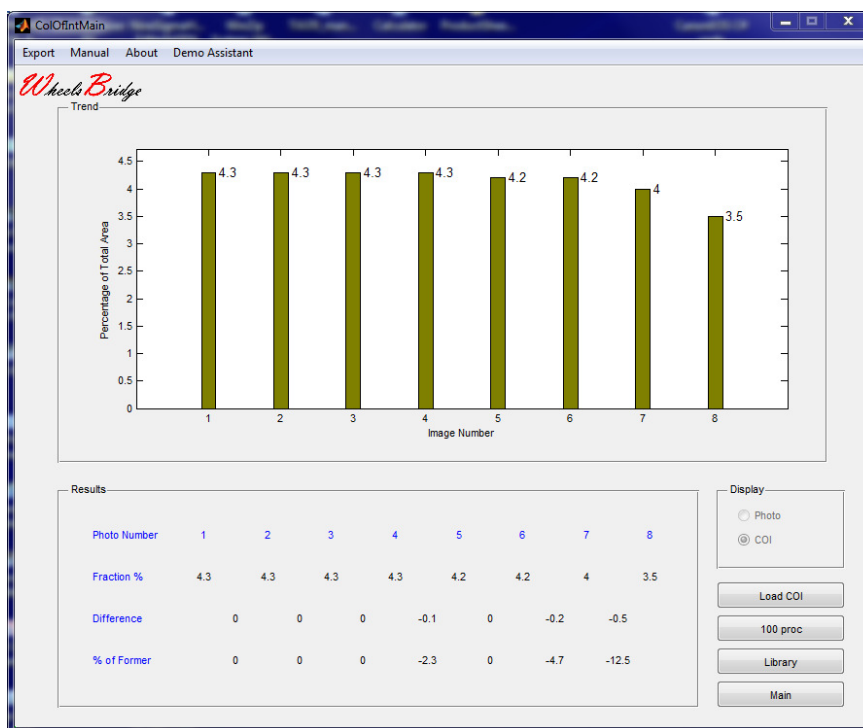 ColOfIntMain
Export Manual About Demo Assistant
WheelsBridge
Trend
4.5
4
3.5
3
2.5
2
1.5
1
0.5
0
Percentage of Total Area
4.3 4.3 4.3 4.3 4.2 4.2 4 3.5
1 2 3 4 5 6 7 8
Image Number
Results
Photo Number 1 2 3 4 5 6 7 8
Fraction % 4.3 4.3 4.3 4.3 4.2 4.2 4 3.5
Difference 0 0 0 -0.1 0 -0.2 -0.5
% of Former 0 0 0 -2.3 0 -4.7 -12.5
Display
Photo
COI
Load COI
100 proc
Library
Main